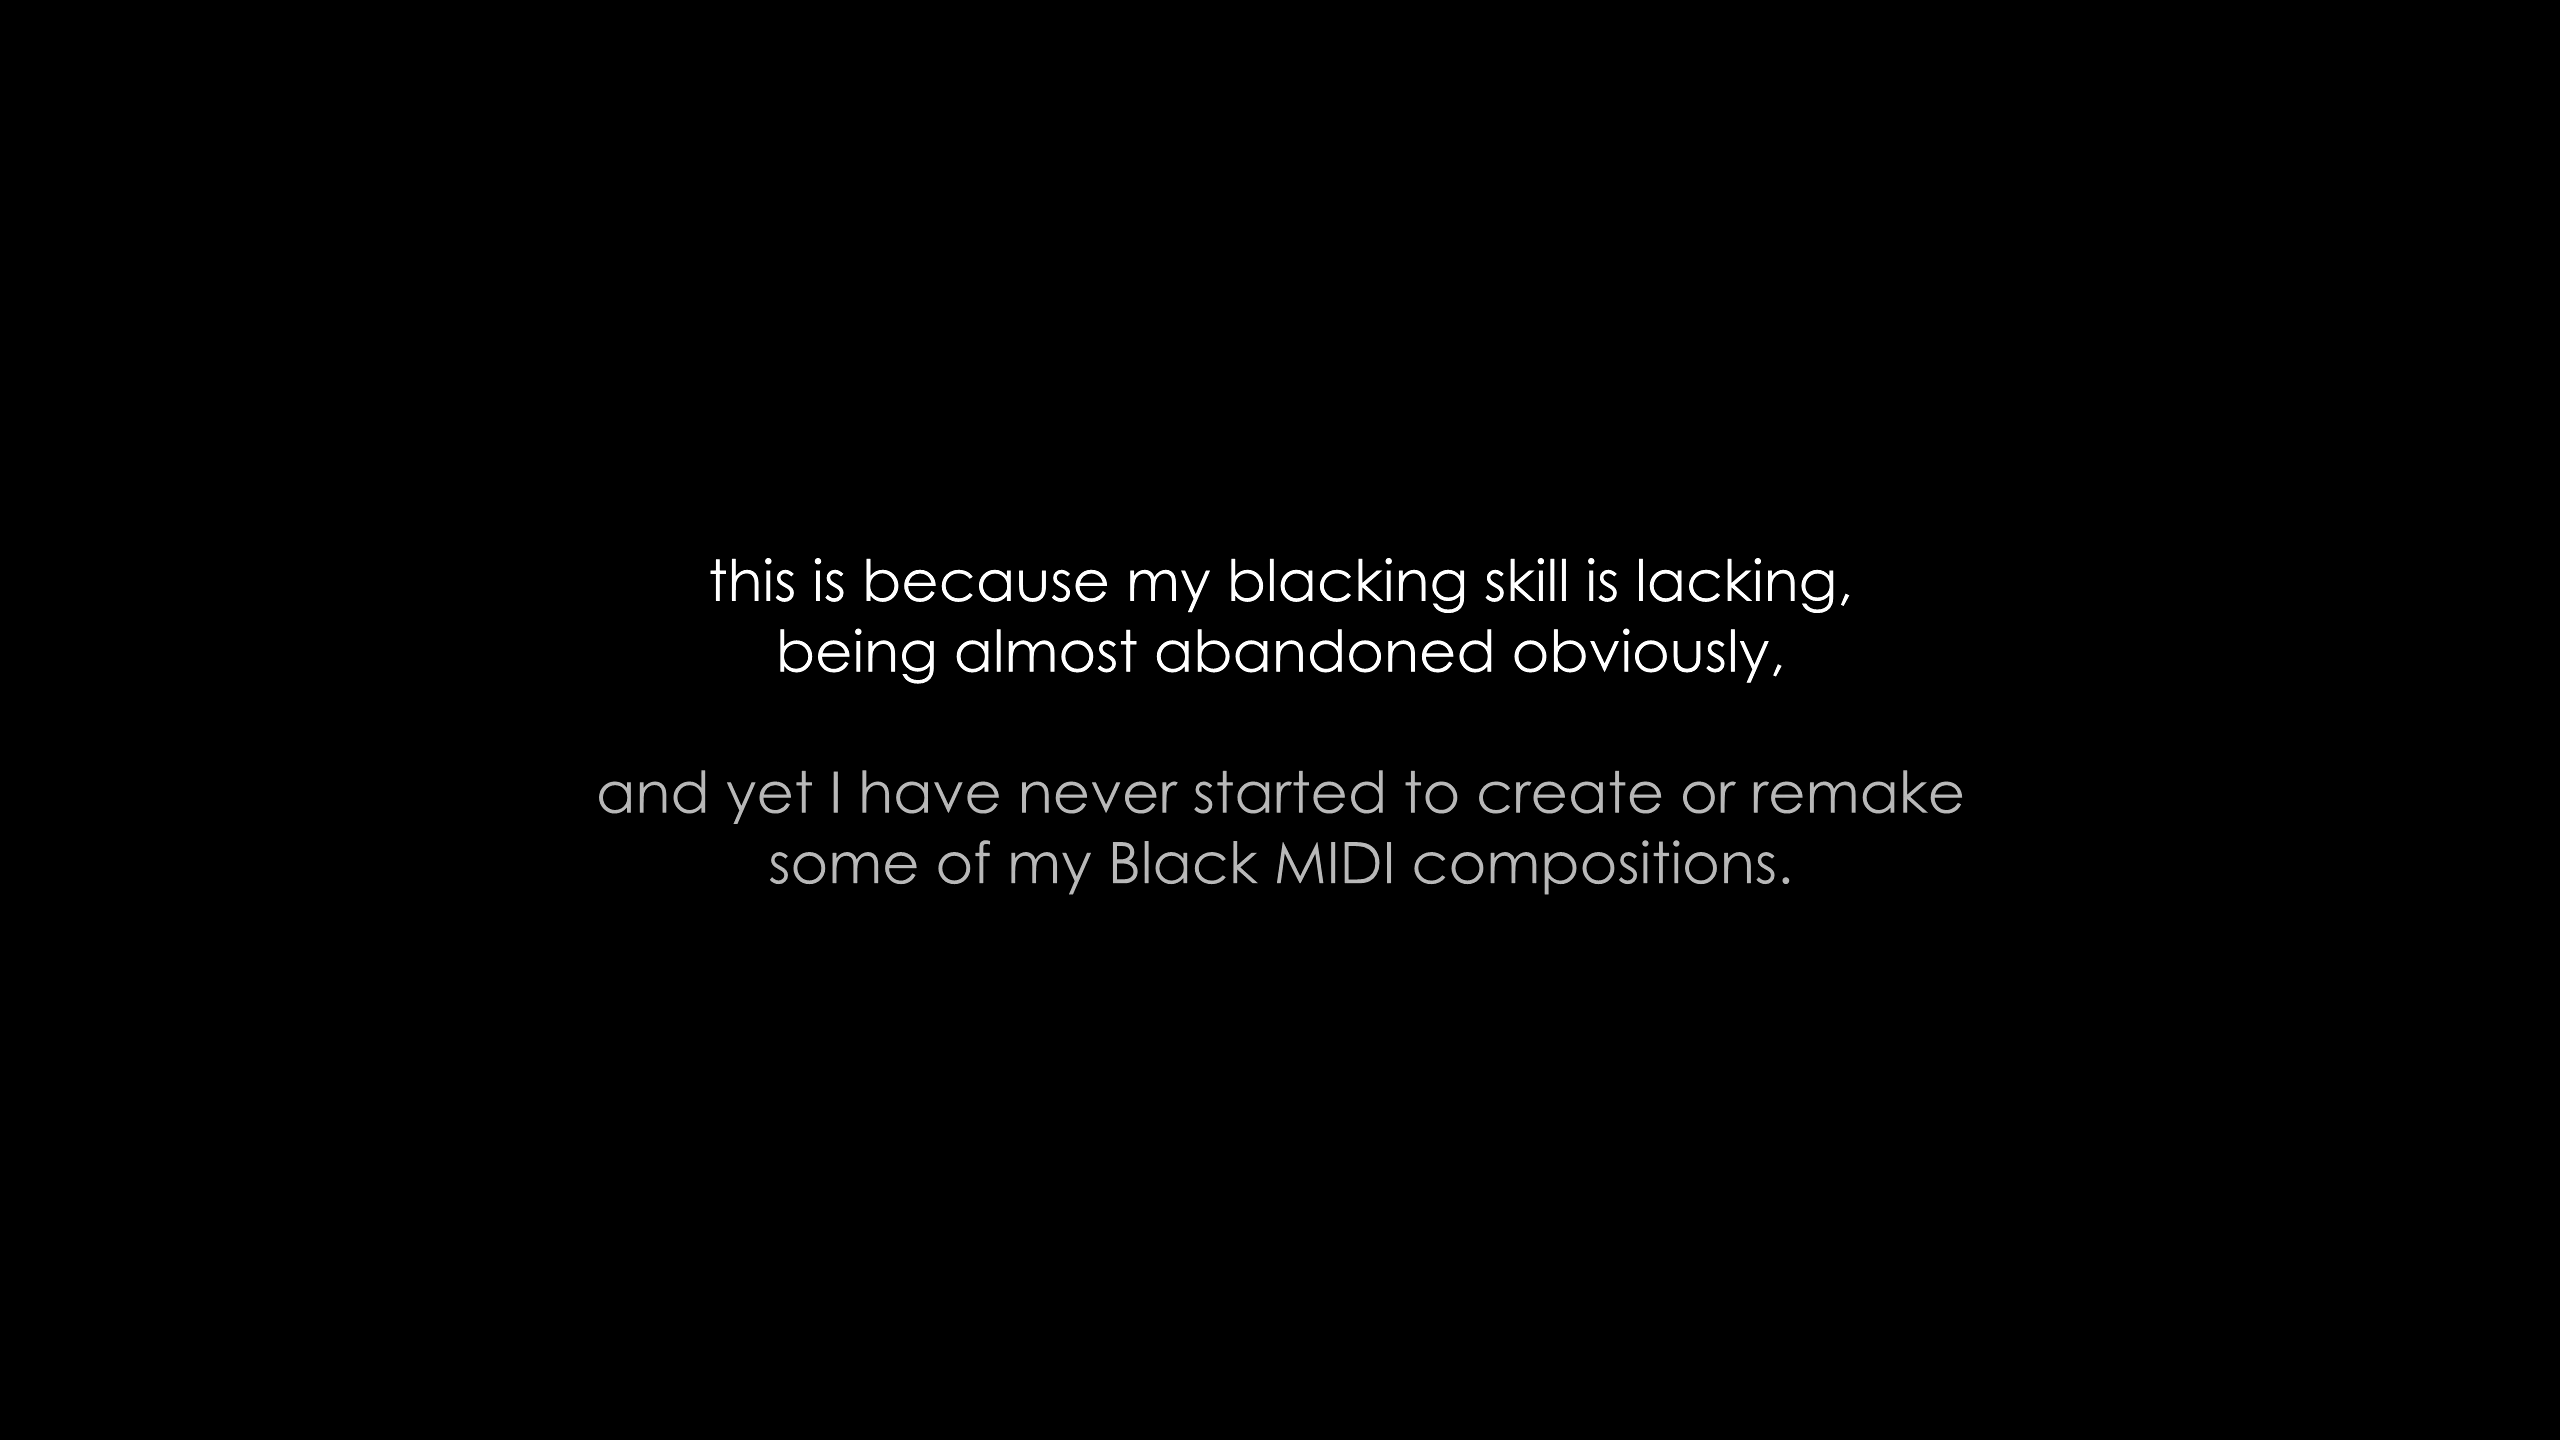 this is because my blacking skill is lacking,
being almost abandoned obviously,
and yet I have never started to create or remake
some of my Black MIDI compositions.